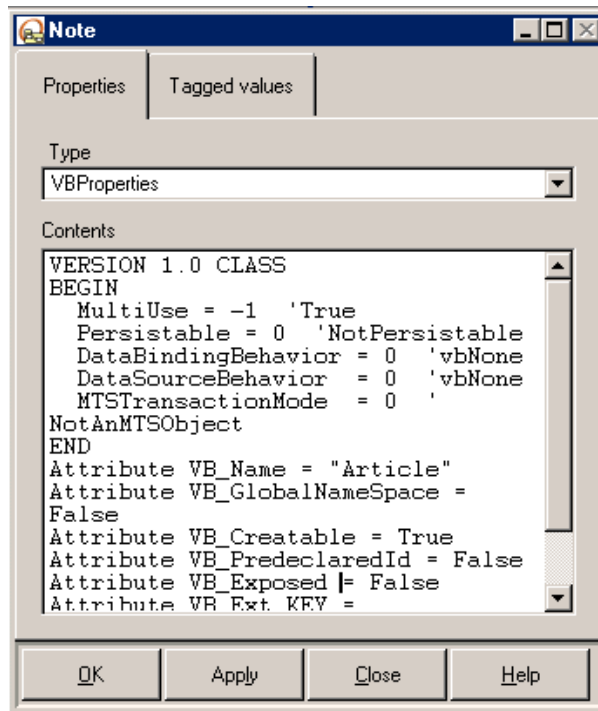 Note
Properties
Tagged values
Type
VBProperties
Contents
VERSION 1.0 CLASS
BEGIN
  MultiUse = -1  'True
  Persistable = 0  'NotPersistable
  DataBindingBehavior = 0  'vbNone
  DataSourceBehavior  = 0  'vbNone
  MTSTransactionMode  = 0  '
NotAnMTSObject
END
Attribute VB_Name = "Article"
Attribute VB_GlobalNameSpace =
False
Attribute VB_Creatable = True
Attribute VB_PredeclaredId = False
Attribute VB_Exposed = False
Attribute VB_Ext_KEY =
OK
Apply
Close
Help